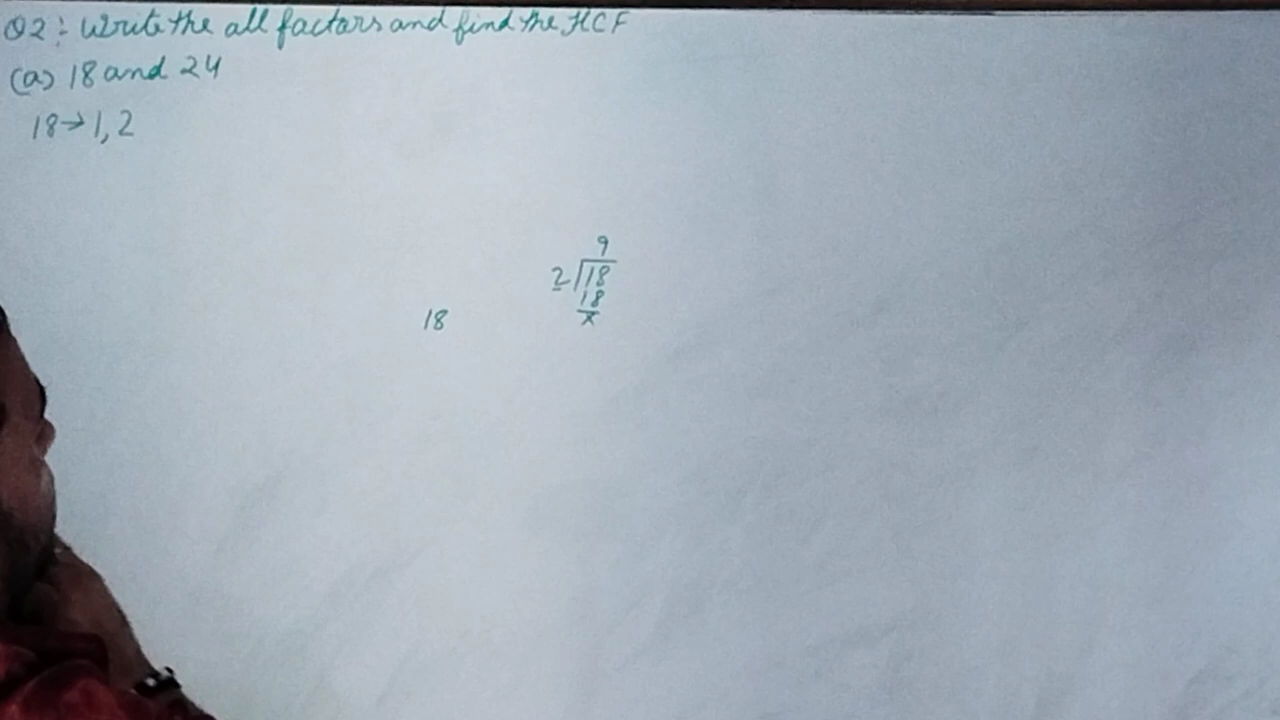 Q2: Write the all factors and find the HCF
(a) 18 and 24
18→1, 2
9
2 18
18
x
18